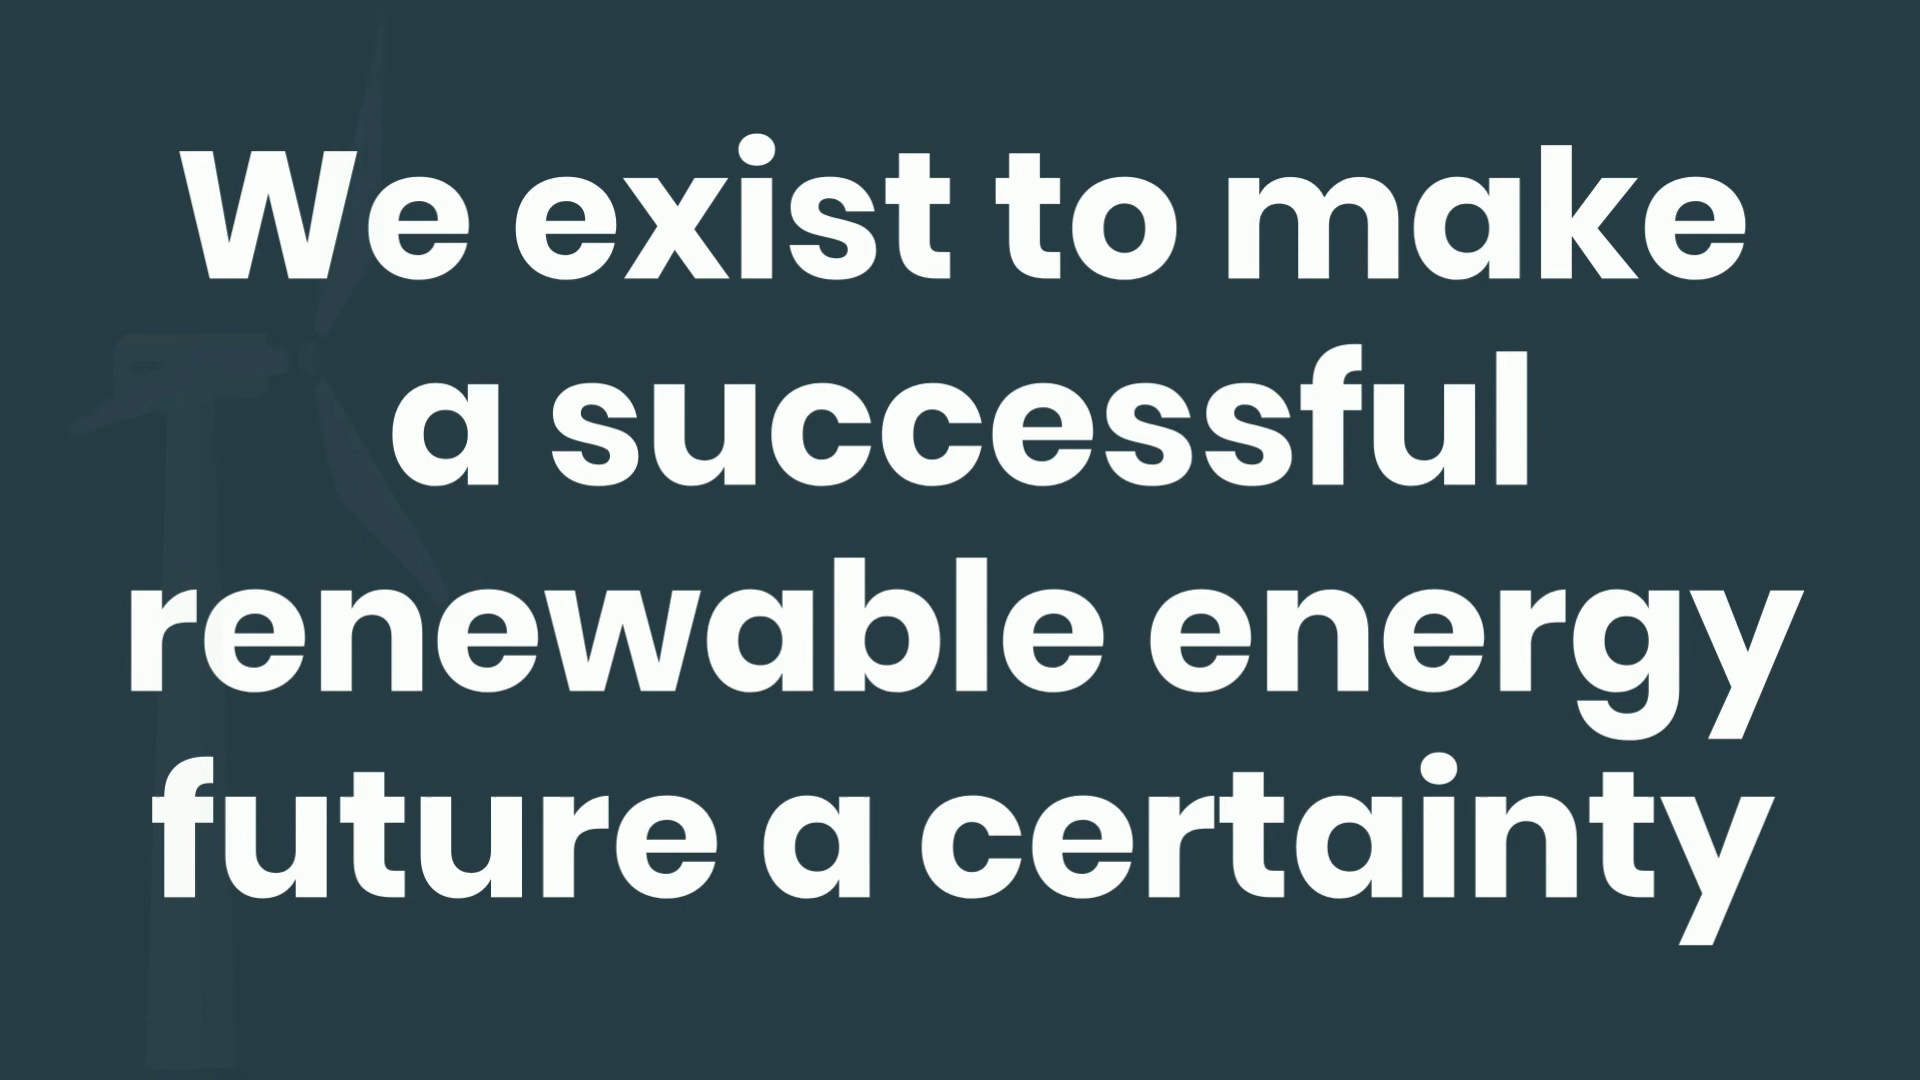 We exist to make
a successful
renewable energy
future a certainty